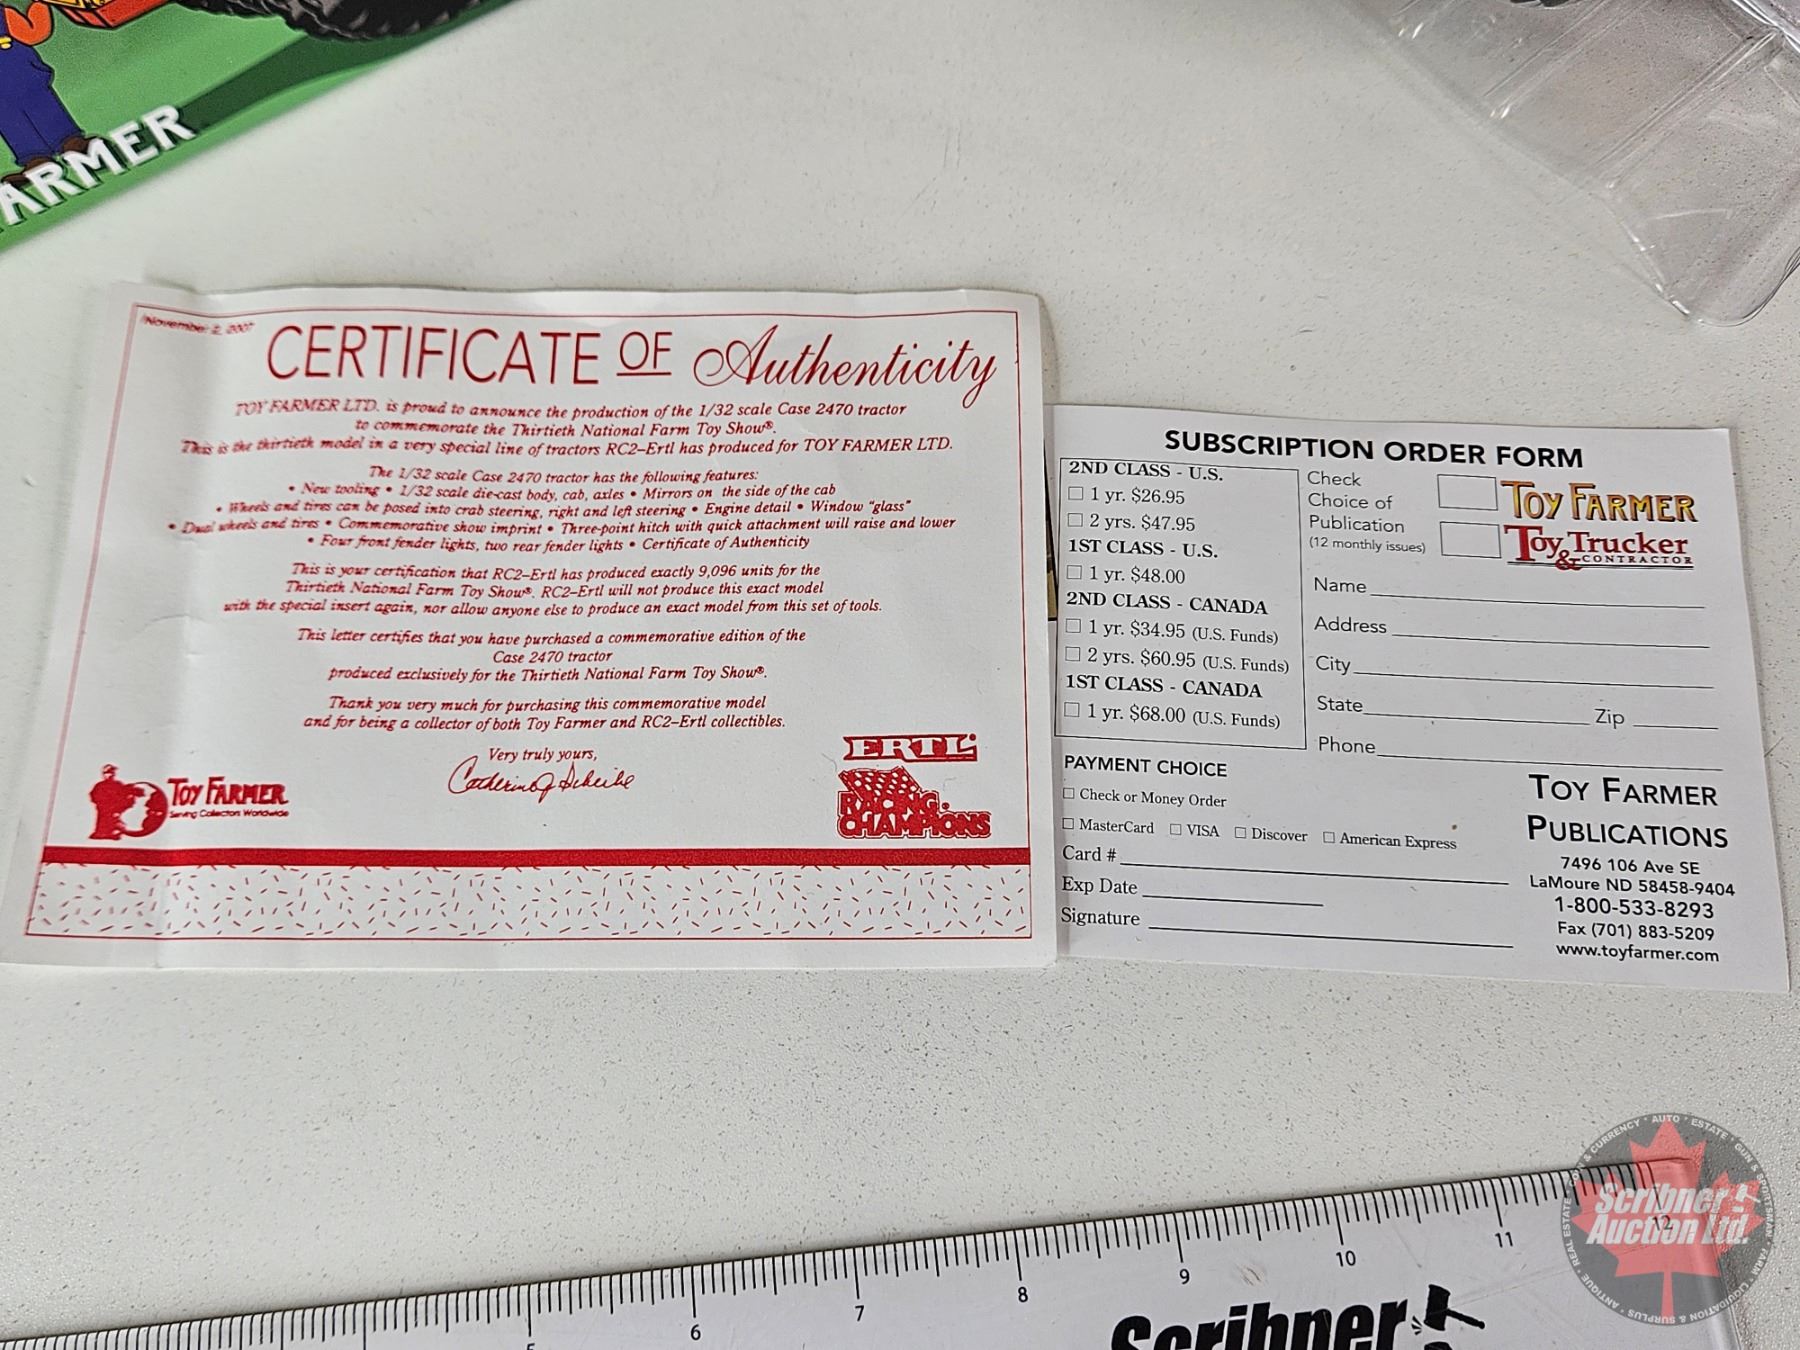 ARMER
November 2, 2007
CERTIFICATE OF Authenticity
TOY FARMER LTD. is proud to announce the production of the 1/32 scale Case 2470 tractor
to commemorate the Thirtieth National Farm Toy Show®.
This is the thirtieth model in a very special line of tractors RC2–Ertl has produced for TOY FARMER LTD.
The 1/32 scale Case 2470 tractor has the following features:
• New tooling • 1/32 scale die-cast body, cab, axles • Mirrors on the side of the cab
• Wheels and tires can be posed into crab steering, right and left steering • Engine detail • Window "glass"
• Dual wheels and tires • Commemorative show imprint • Three-point hitch with quick attachment will raise and lower
• Four front fender lights, two rear fender lights • Certificate of Authenticity
This is your certification that RC2–Ertl has produced exactly 9,096 units for the
Thirtieth National Farm Toy Show®. RC2–Ertl will not produce this exact model
with the special insert again, nor allow anyone else to produce an exact model from this set of tools.
This letter certifies that you have purchased a commemorative edition of the
Case 2470 tractor
produced exclusively for the Thirtieth National Farm Toy Show®.
Thank you very much for purchasing this commemorative model
and for being a collector of both Toy Farmer and RC2–Ertl collectibles.
Very truly yours,
TOY FARMER
Serving Collectors Worldwide
ERTL
RACING
CHAMPIONS
SUBSCRIPTION ORDER FORM
2ND CLASS - U.S.
☐ 1 yr. $26.95
☐ 2 yrs. $47.95
1ST CLASS - U.S.
☐ 1 yr. $48.00
2ND CLASS - CANADA
☐ 1 yr. $34.95 (U.S. Funds)
☐ 2 yrs. $60.95 (U.S. Funds)
1ST CLASS - CANADA
☐ 1 yr. $68.00 (U.S. Funds)
Check
Choice of
Publication
(12 monthly issues)
TOY FARMER
Toy Trucker
& CONTRACTOR
Name
Address
City
State Zip
Phone
PAYMENT CHOICE
☐ Check or Money Order
☐ MasterCard ☐ VISA ☐ Discover ☐ American Express
Card #
Exp Date
Signature
TOY FARMER
PUBLICATIONS
7496 106 Ave SE
LaMoure ND 58458-9404
1-800-533-8293
Fax (701) 883-5209
www.toyfarmer.com
5 6 7 8 9 10 11 12
Scribner
Scribner
Auction Ltd.
AUTO • ESTATE • GUN & SPORTSMAN • FARM • LIQUIDATION & SURPLUS • ANTIQUE • REAL ESTATE